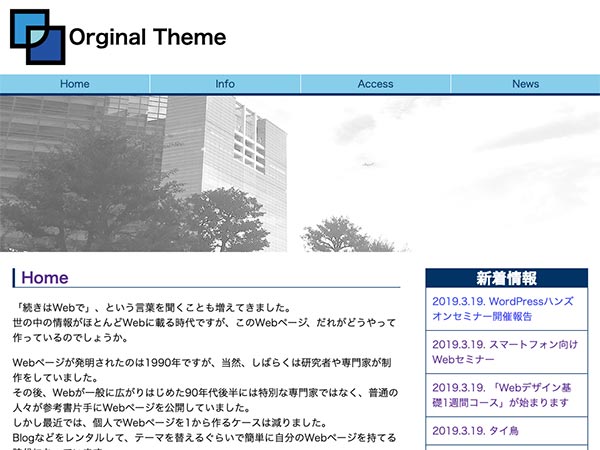 Orginal Theme
Home
Info
Access
News
Home
「続きはWebで」、という言葉を聞くことも増えてきました。
世の中の情報がほとんどWebに載る時代ですが、このWebページ、だれがどうやって
作っているのでしょうか。
Webページが発明されたのは1990年ですが、当然、しばらくは研究者や専門家が制
作をしていました。
その後、Webが一般に広がりはじめた90年代後半には特別な専門家ではなく、普通の
人々が参考書片手にWebページを公開していました。
しかし最近では、個人でWebページを1から作るケースは減りました。
Blogなどをレンタルして、テーマを替えるぐらいで簡単に自分のWebページを持てる
新着情報
2019.3.19. WordPressハンズ
オンセミナー開催報告
2019.3.19. スマートフォン向け
Webセミナー
2019.3.19. 「Webデザイン基
礎1週間コース」が始まります
2019.3.19. タイ鳥